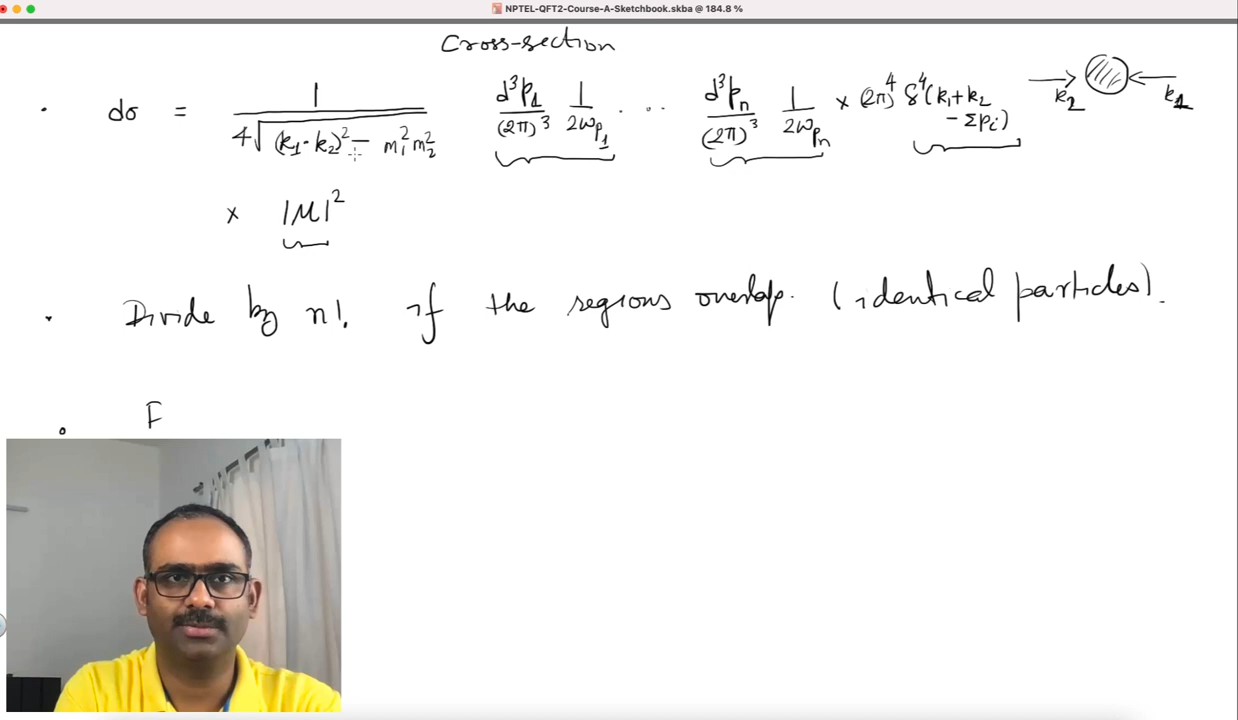 NPTEL-QFT2-Course-A-Sketchbook.skba @ 184.8 %
Cross-section
· dσ = 1 / 4√((k₁·k₂)² − m₁²m₂²) d³p₁/(2π)³ 1/2ω_p₁ ··· d³pₙ/(2π)³ 1/2ω_pₙ × (2π)⁴ δ⁴(k₁+k₂ − Σpᵢ)
k₂ k₁
× |M|²
· Divide by n! if the regions overlap. (identical particles).
· F